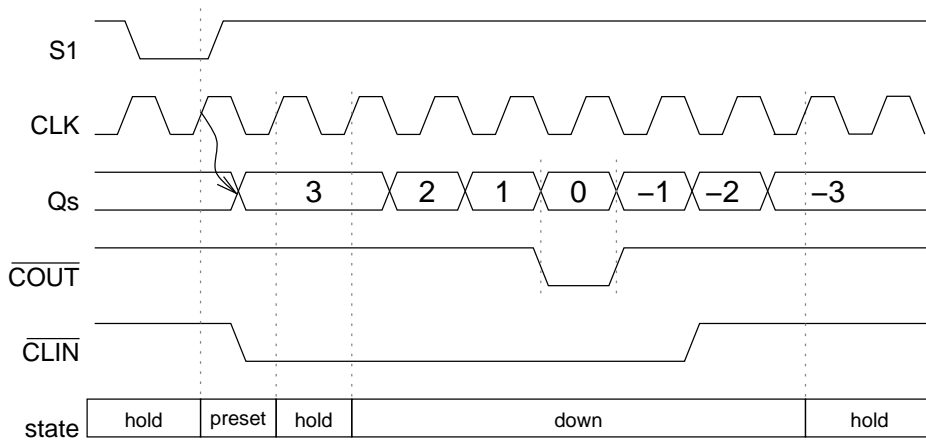 S1
CLK
Qs 3 2 1 0 −1 −2 −3
COUT
CLIN
state hold preset hold down hold